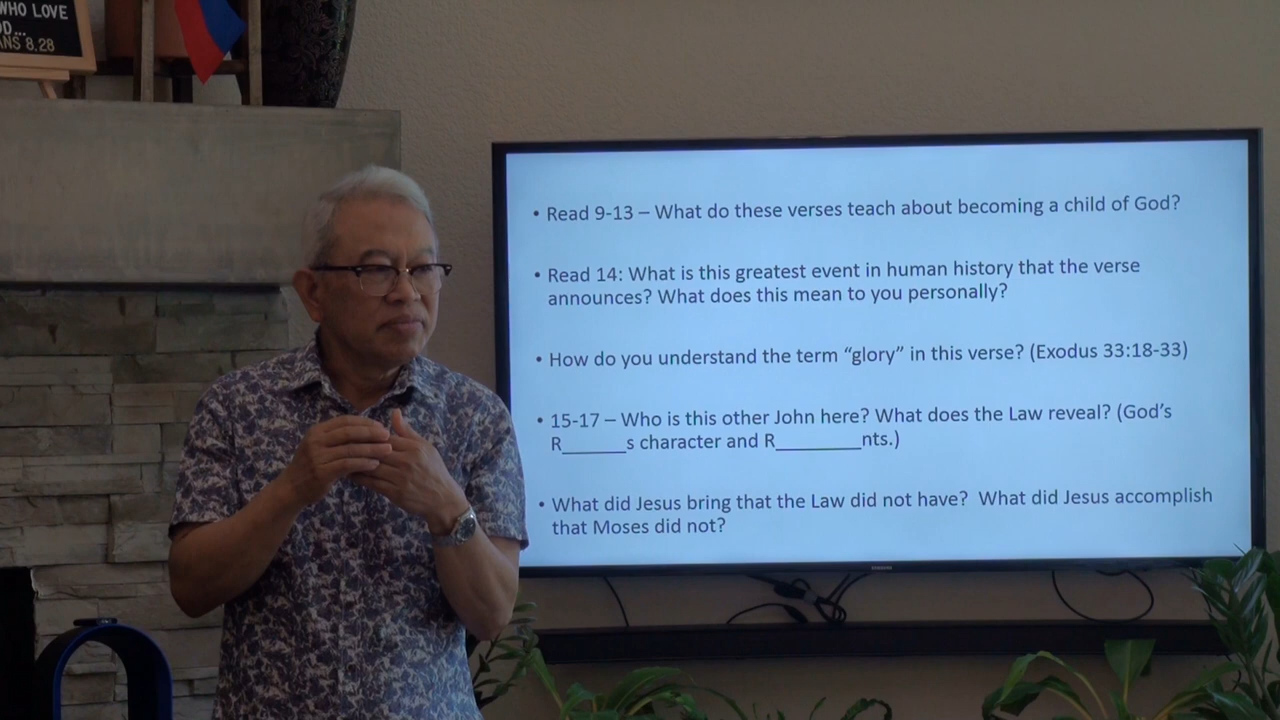 WHO LOVE
D...
ANS 8.28
• Read 9-13 – What do these verses teach about becoming a child of God?
• Read 14: What is this greatest event in human history that the verse
announces? What does this mean to you personally?
• How do you understand the term “glory” in this verse? (Exodus 33:18-33)
• 15-17 – Who is this other John here? What does the Law reveal? (God’s
R______s character and R________nts.)
• What did Jesus bring that the Law did not have?  What did Jesus accomplish
that Moses did not?
SAMSUNG